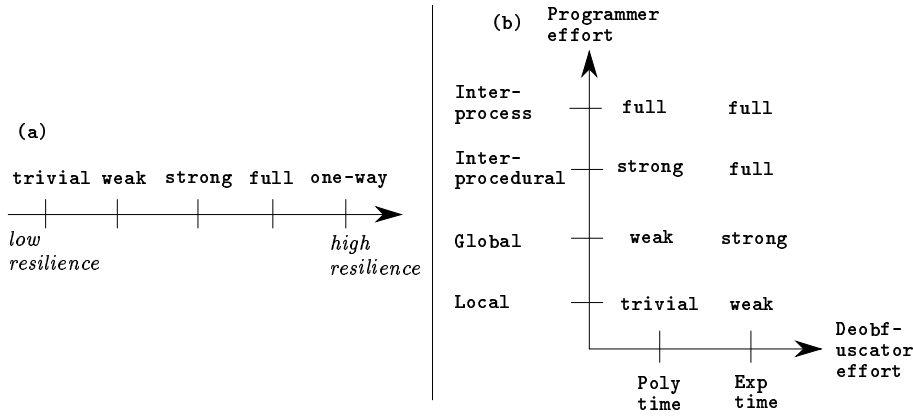 (a)
trivial weak strong full one-way
low
resilience
high
resilience
(b)
Programmer
effort
Inter-
process
full full
Inter-
procedural
strong full
Global
weak strong
Local
trivial weak
Deobf-
uscator
effort
Poly
time
Exp
time